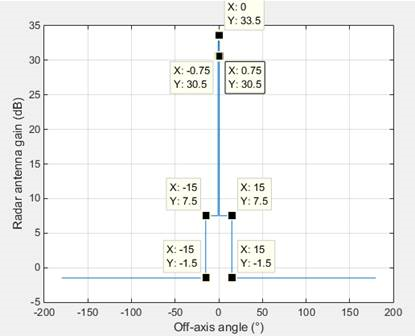 X: 0
Y: 33.5
X: -0.75
Y: 30.5
X: 0.75
Y: 30.5
X: -15
Y: 7.5
X: 15
Y: 7.5
X: -15
Y: -1.5
X: 15
Y: -1.5
35
30
25
20
15
10
5
0
-5
-200
-150
-100
-50
0
50
100
150
200
Radar antenna gain (dB)
Off-axis angle (°)